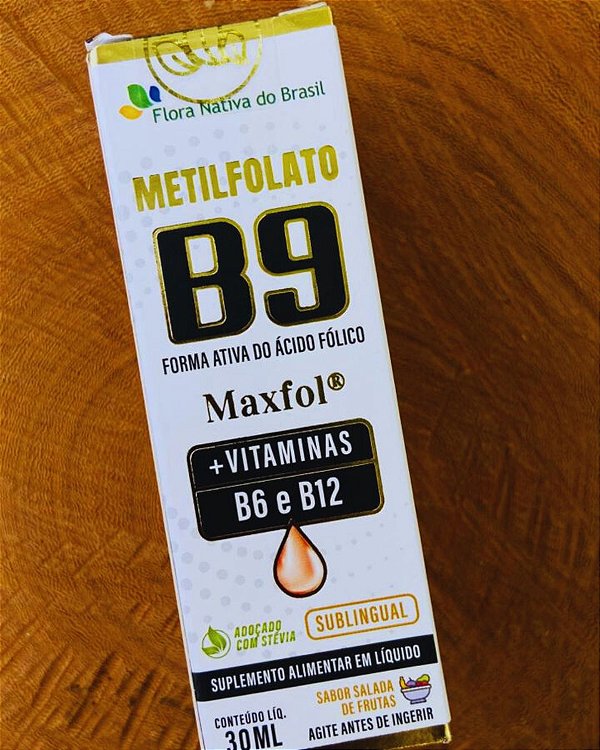 Flora Nativa do Brasil
METILFOLATO
B9
FORMA ATIVA DO ÁCIDO FÓLICO
Maxfol®
+VITAMINAS
B6 e B12
SUBLINGUAL
ADOÇADO
COM STÉVIA
SUPLEMENTO ALIMENTAR EM LÍQUIDO
SABOR SALADA
DE FRUTAS
CONTEÚDO LÍQ.
30ML
AGITE ANTES DE INGERIR